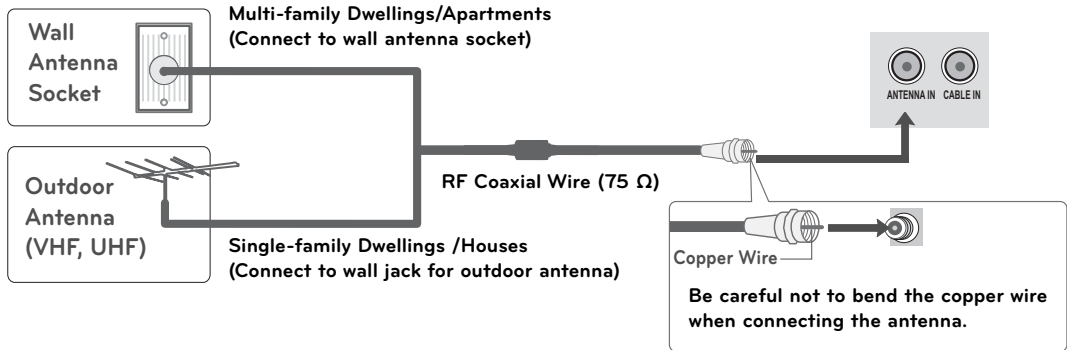 Multi-family Dwellings/Apartments
(Connect to wall antenna socket)
Wall
Antenna
Socket
ANTENNA IN CABLE IN
RF Coaxial Wire (75 Ω)
Outdoor
Antenna
(VHF, UHF)
Single-family Dwellings /Houses
(Connect to wall jack for outdoor antenna)
Copper Wire
Be careful not to bend the copper wire
when connecting the antenna.